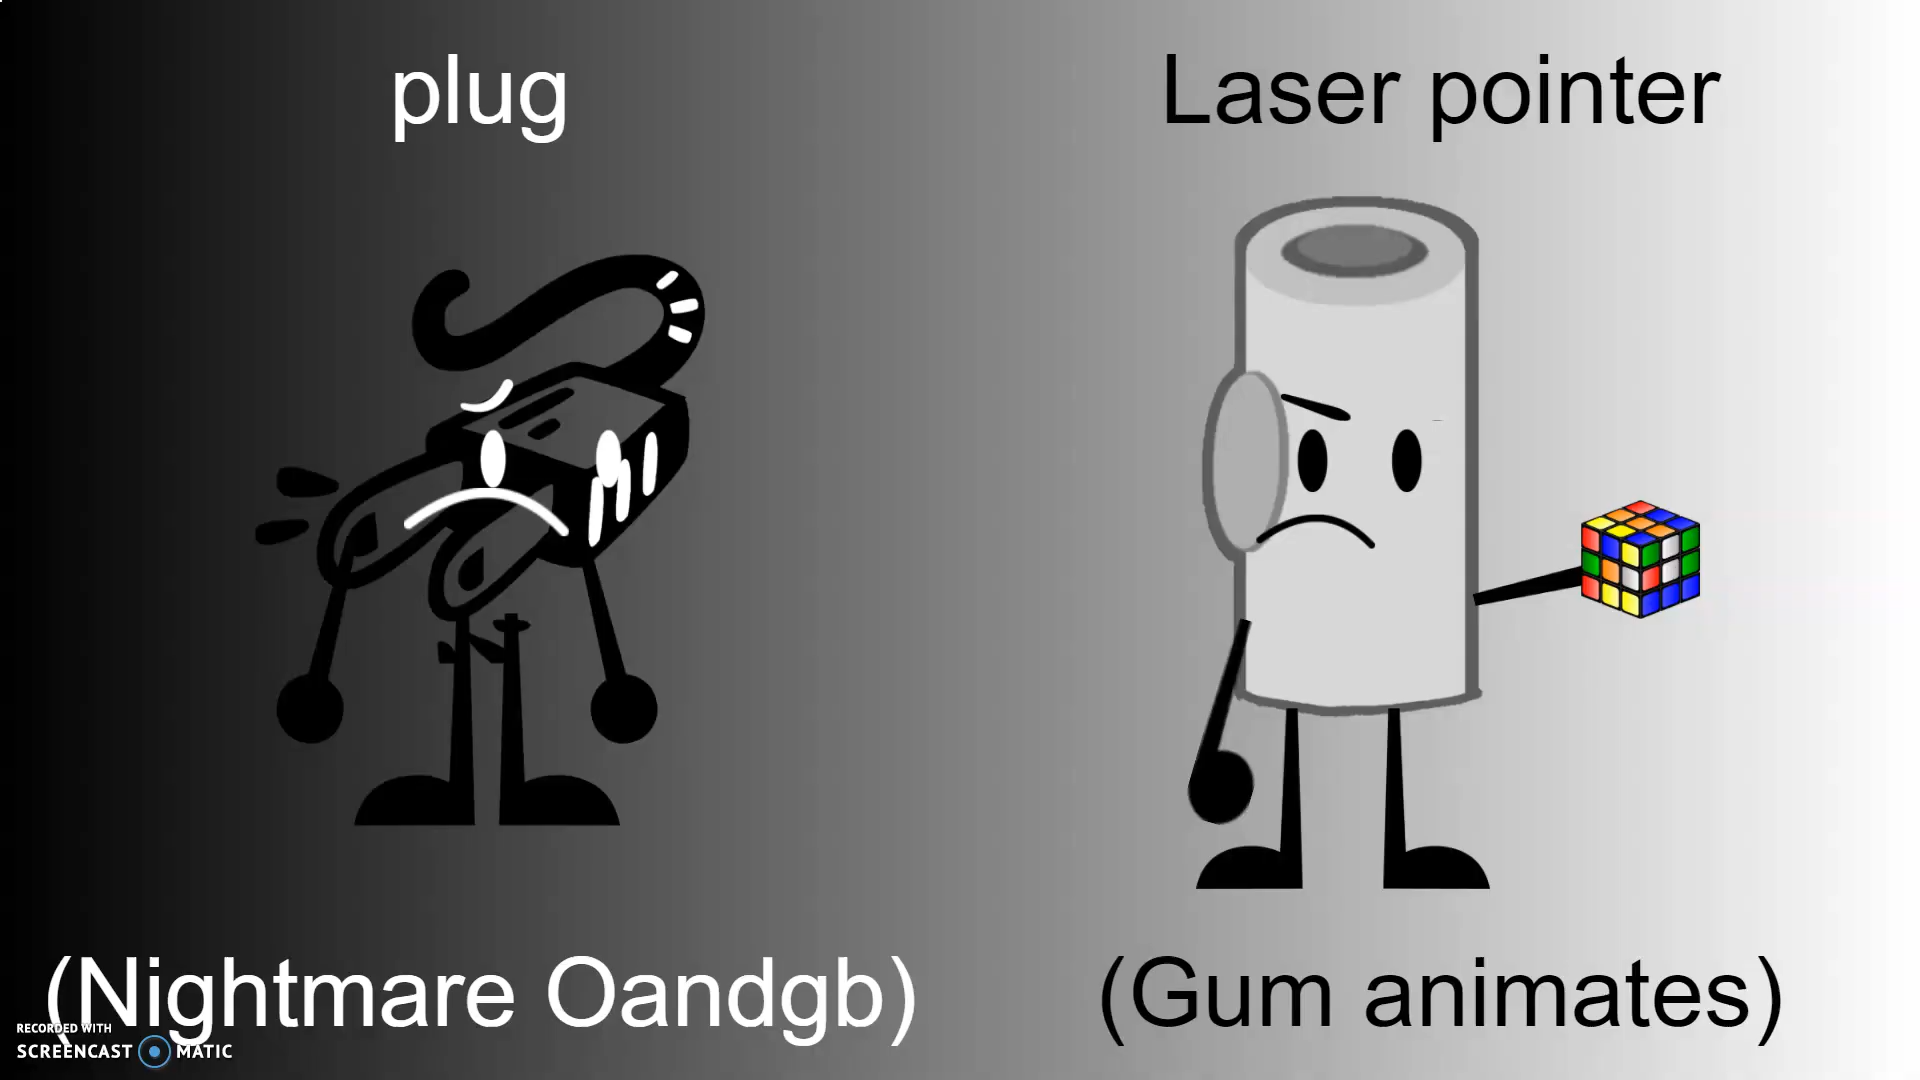 plug
Laser pointer
(Nightmare Oandgb)
(Gum animates)
RECORDED WITH
SCREENCAST MATIC